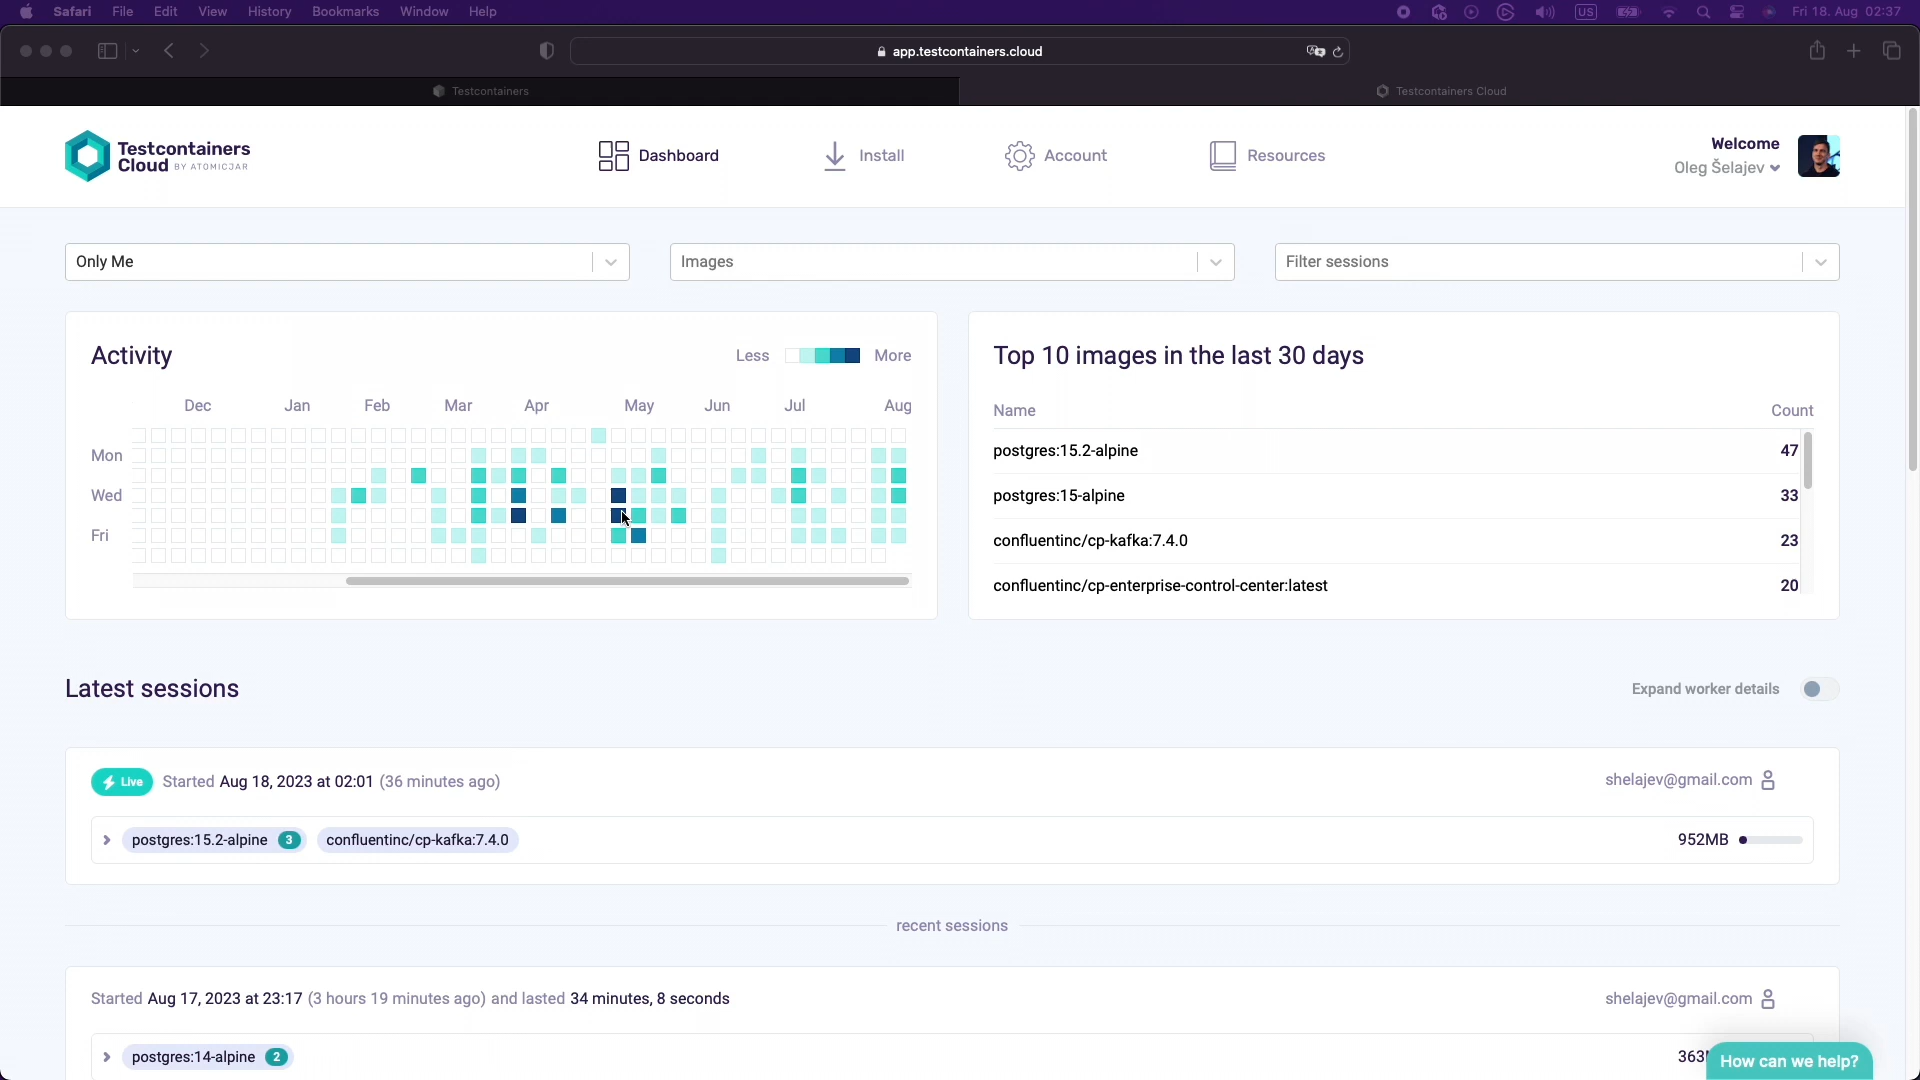 Safari File Edit View History Bookmarks Window Help US Fri 18. Aug 02:37
app.testcontainers.cloud
Testcontainers Testcontainers Cloud
Testcontainers
Cloud BY ATOMICJAR
Dashboard Install Account Resources
Welcome
Oleg Šelajev
Only Me Images Filter sessions
Activity Less More
Dec Jan Feb Mar Apr May Jun Jul Aug
Mon
Wed
Fri
Top 10 images in the last 30 days
Name Count
postgres:15.2-alpine 47
postgres:15-alpine 33
confluentinc/cp-kafka:7.4.0 23
confluentinc/cp-enterprise-control-center:latest 20
Latest sessions Expand worker details
Live Started Aug 18, 2023 at 02:01 (36 minutes ago) shelajev@gmail.com
postgres:15.2-alpine 3 confluentinc/cp-kafka:7.4.0 952MB
recent sessions
Started Aug 17, 2023 at 23:17 (3 hours 19 minutes ago) and lasted 34 minutes, 8 seconds shelajev@gmail.com
postgres:14-alpine 2
How can we help?